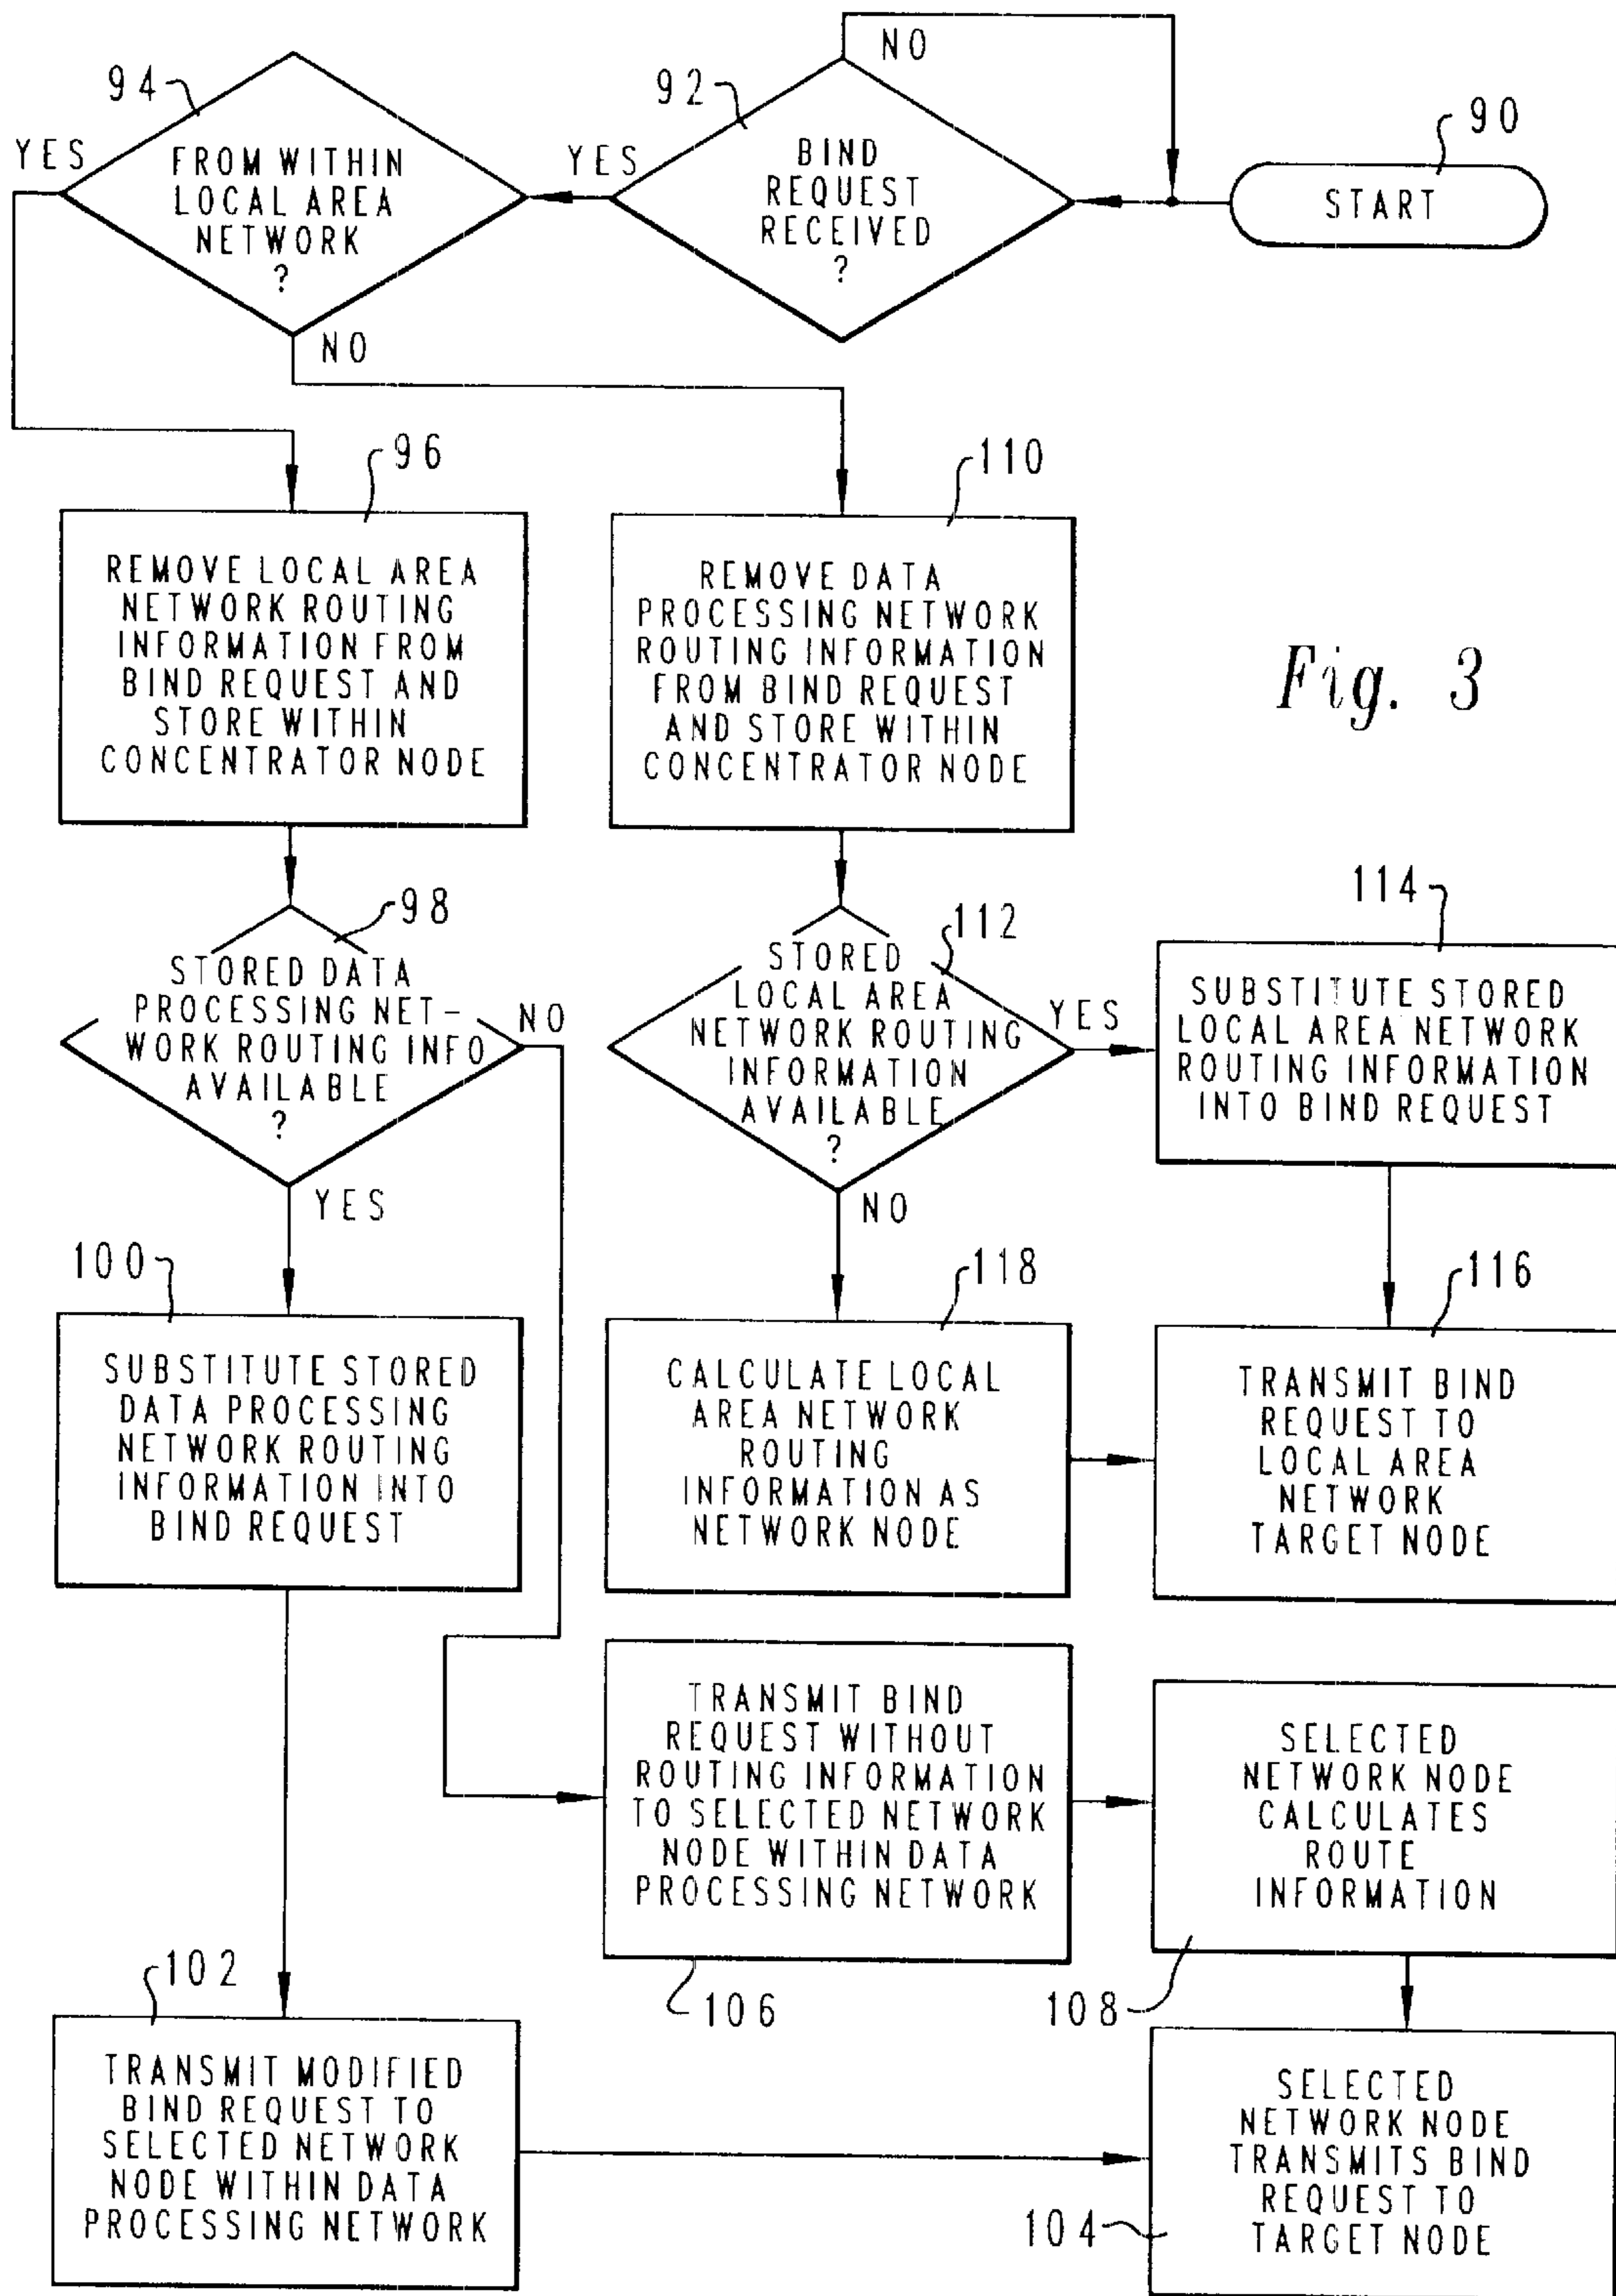 NO
94
92
90
YES
FROM WITHIN
LOCAL AREA
NETWORK
?
YES
BIND
REQUEST
RECEIVED
?
START
NO
96
110
REMOVE LOCAL AREA
NETWORK ROUTING
INFORMATION FROM
BIND REQUEST AND
STORE WITHIN
CONCENTRATOR NODE
REMOVE DATA
PROCESSING NETWORK
ROUTING INFORMATION
FROM BIND REQUEST
AND STORE WITHIN
CONCENTRATOR NODE
Fig. 3
98
112
114
STORED DATA
PROCESSING NET-
WORK ROUTING INFO
AVAILABLE
?
NO
STORED
LOCAL AREA
NETWORK ROUTING
INFORMATION
AVAILABLE
?
YES
SUBSTITUTE STORED
LOCAL AREA NETWORK
ROUTING INFORMATION
INTO BIND REQUEST
YES
NO
100
118
116
SUBSTITUTE STORED
DATA PROCESSING
NETWORK ROUTING
INFORMATION INTO
BIND REQUEST
CALCULATE LOCAL
AREA NETWORK
ROUTING
INFORMATION AS
NETWORK NODE
TRANSMIT BIND
REQUEST TO
LOCAL AREA
NETWORK
TARGET NODE
TRANSMIT BIND
REQUEST WITHOUT
ROUTING INFORMATION
TO SELECTED NETWORK
NODE WITHIN DATA
PROCESSING NETWORK
SELECTED
NETWORK NODE
CALCULATES
ROUTE
INFORMATION
102
106
108
TRANSMIT MODIFIED
BIND REQUEST TO
SELECTED NETWORK
NODE WITHIN DATA
PROCESSING NETWORK
SELECTED
NETWORK NODE
TRANSMITS BIND
REQUEST TO
TARGET NODE
104